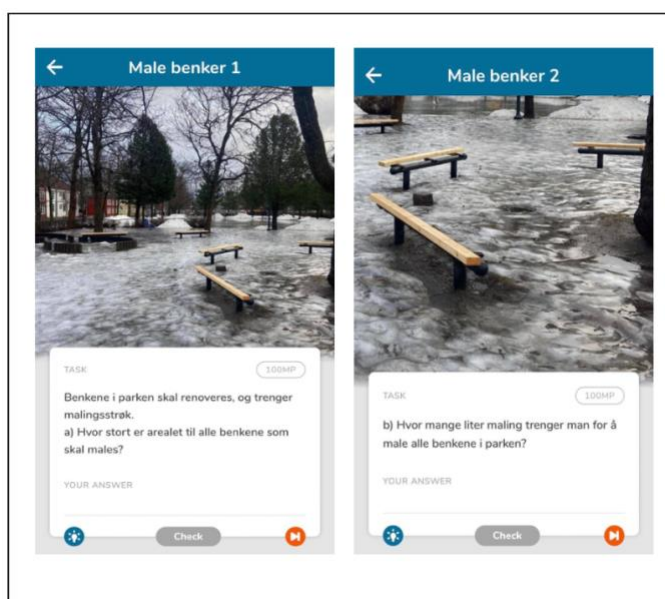 Male benker 1
TASK
100MP
Benkene i parken skal renoveres, og trenger
malingsstrøk.
a) Hvor stort er arealet til alle benkene som
skal males?
YOUR ANSWER
Check
Male benker 2
TASK
100MP
b) Hvor mange liter maling trenger man for å
male alle benkene i parken?
YOUR ANSWER
Check